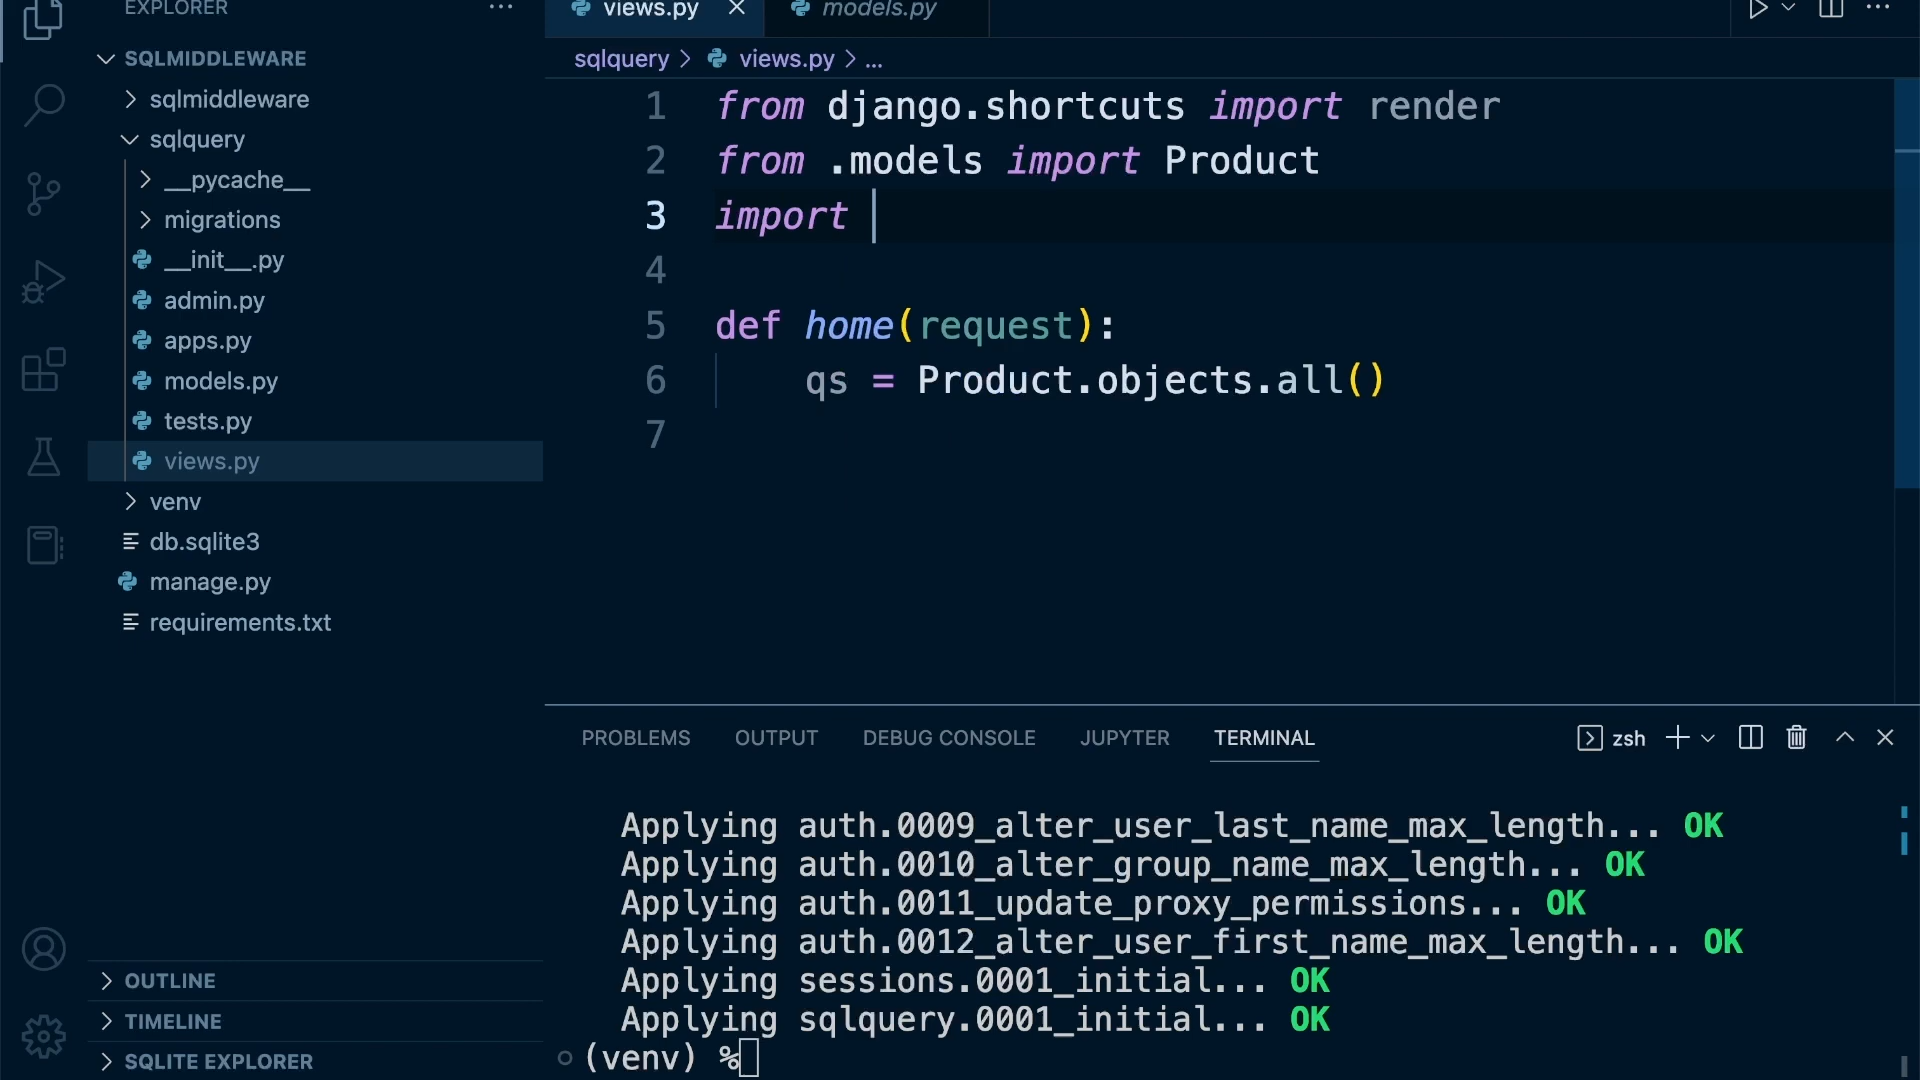 EXPLORER
SQLMIDDLEWARE
sqlmiddleware
sqlquery
__pycache__
migrations
__init__.py
admin.py
apps.py
models.py
tests.py
views.py
venv
db.sqlite3
manage.py
requirements.txt
OUTLINE
TIMELINE
SQLITE EXPLORER
views.py
models.py
sqlquery > views.py > ...
1 from django.shortcuts import render
2 from .models import Product
3 import
4
5 def home(request):
6 qs = Product.objects.all()
7
PROBLEMS OUTPUT DEBUG CONSOLE JUPYTER TERMINAL zsh
Applying auth.0009_alter_user_last_name_max_length... OK
Applying auth.0010_alter_group_name_max_length... OK
Applying auth.0011_update_proxy_permissions... OK
Applying auth.0012_alter_user_first_name_max_length... OK
Applying sessions.0001_initial... OK
Applying sqlquery.0001_initial... OK
(venv) %